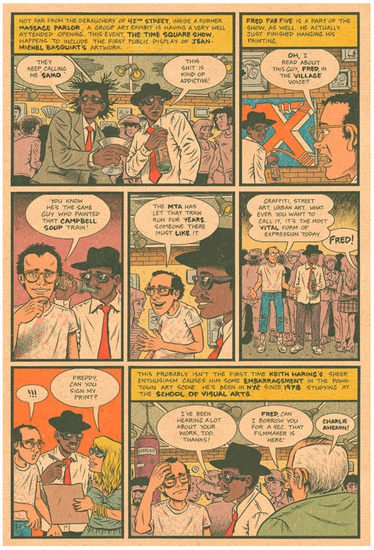 NOT FAR FROM THE DEBAUCHERY OF 42ND STREET, INSIDE A FORMER
MASSAGE PARLOR, A GROUP ART EXHIBIT IS HAVING A VERY WELL
ATTENDED OPENING. THIS EVENT, THE TIME SQUARE SHOW,
HAPPENS TO INCLUDE THE FIRST PUBLIC DISPLAY OF JEAN-
MICHEL BASQUIAT'S ARTWORK.
THEY
KEEP CALLING
ME SAMO.
THIS
SHIT IS
KIND OF
ADDICTIVE!
FRED FAB FIVE IS A PART OF THE
SHOW, AS WELL. HE ACTUALLY
JUST FINISHED HANGING HIS
PAINTING.
OH, I
READ ABOUT
THIS GUY, FRED, IN
THE VILLAGE
VOICE!!
YOU KNOW
HE'S THE SAME
GUY WHO PAINTED
THAT CAMPBELL
SOUP TRAIN!
THE MTA HAS
LET THAT TRAIN
RUN FOR YEARS.
SOMEONE THERE
MUST LIKE IT.
GRAFFITI, STREET
ART, URBAN ART. WHAT-
EVER YOU WANT TO
CALL IT, IT'S THE MOST
VITAL FORM OF
EXPRESSION TODAY.
FRED!
!!!
FREDDY,
CAN YOU
SIGN MY
PRINT?
THIS PROBABLY ISN'T THE FIRST TIME KEITH HARING'S SHEER
ENTHUSIASM CAUSES HIM SOME EMBARRASSMENT IN THE DOWN-
TOWN ART SCENE. HE'S BEEN IN NYC SINCE 1978 STUDYING AT
THE SCHOOL OF VISUAL ARTS.
I'VE BEEN
HEARING A LOT
ABOUT YOUR
WORK, TOO.
THANKS!
FRED, CAN
I BORROW YOU
FOR A SEC, THAT
FILMMAKER IS
HERE!
CHARLIE
AHEARN!